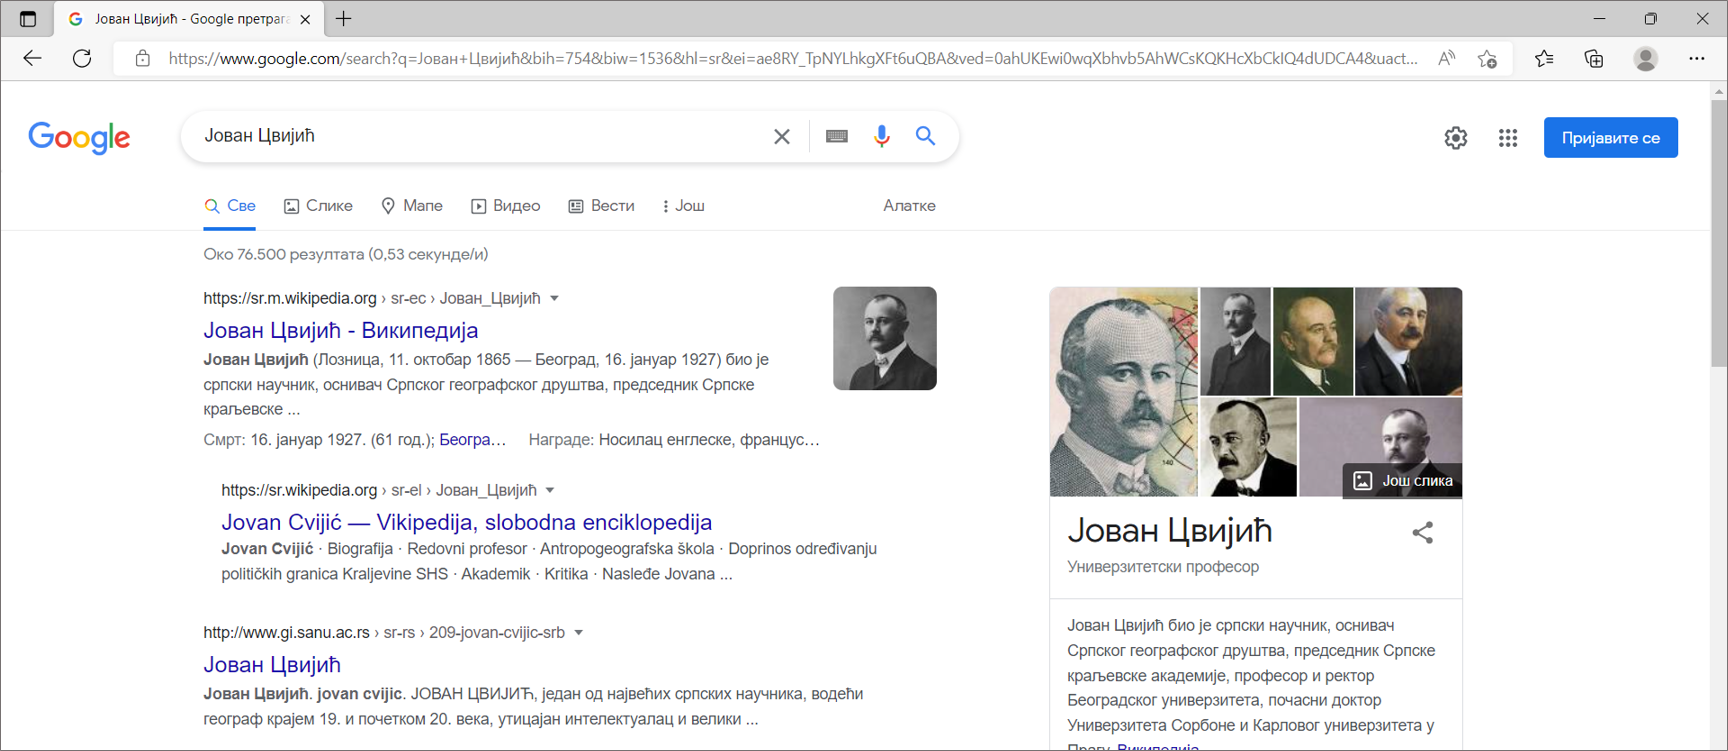 Јован Цвијић - Google претрага
https://www.google.com/search?q=Јован+Цвијић&bih=754&biw=1536&hl=sr&ei=ae8RY_TpNYLhkgXFt6uQBA&ved=0ahUKEwi0wqXbhvb5AhWCsKQKHcXbCkIQ4dUDCA4&uact...
Google
Јован Цвијић
Пријавите се
Све
Слике
Мапе
Видео
Вести
Још
Алатке
Око 76.500 резултата (0,53 секунде/и)
https://sr.m.wikipedia.org › sr-ec › Јован_Цвијић
Јован Цвијић - Википедија
Јован Цвијић (Лозница, 11. октобар 1865 — Београд, 16. јануар 1927) био је
српски научник, оснивач Српског географског друштва, председник Српске
краљевске ...
Смрт: 16. јануар 1927. (61 год.); Београ… Награде: Носилац енглеске, француc…
https://sr.wikipedia.org › sr-el › Јован_Цвијић
Jovan Cvijić — Vikipedija, slobodna enciklopedija
Jovan Cvijić · Biografija · Redovni profesor · Antropogeografska škola · Doprinos određivanju
političkih granica Kraljevine SHS · Akademik · Kritika · Nasleđe Jovana ...
http://www.gi.sanu.ac.rs › sr-rs › 209-jovan-cvijic-srb
Јован Цвијић
Јован Цвијић. jovan cvijic. ЈОВАН ЦВИЈИЋ, један од највећих српских научника, водећи
географ крајем 19. и почетком 20. века, утицајан интелектуалац и велики ...
80
140
Још слика
Јован Цвијић
Универзитетски професор
Јован Цвијић био је српски научник, оснивач
Српског географског друштва, председник Српске
краљевске академије, професор и ректор
Београдског универзитета, почасни доктор
Универзитета Сорбоне и Карловог универзитета у
Прагу. Википедија